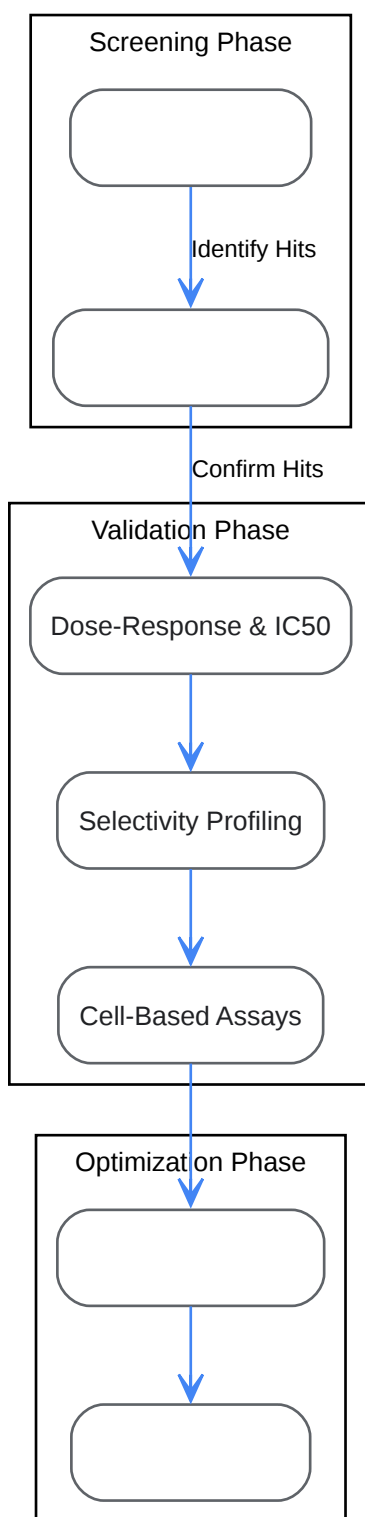 Screening Phase
Identify Hits
Confirm Hits
Validation Phase
Dose-Response & IC50
Selectivity Profiling
Cell-Based Assays
Optimization Phase